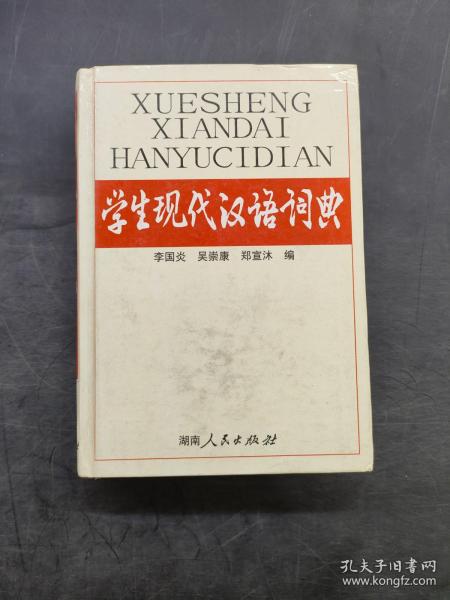 XUESHENG
XIANDAI
HANYUCIDIAN
学生现代汉语词典
李国炎 吴崇康 郑宣沐 编
湖南人民出版社
孔夫子旧书网
www.kongfz.com